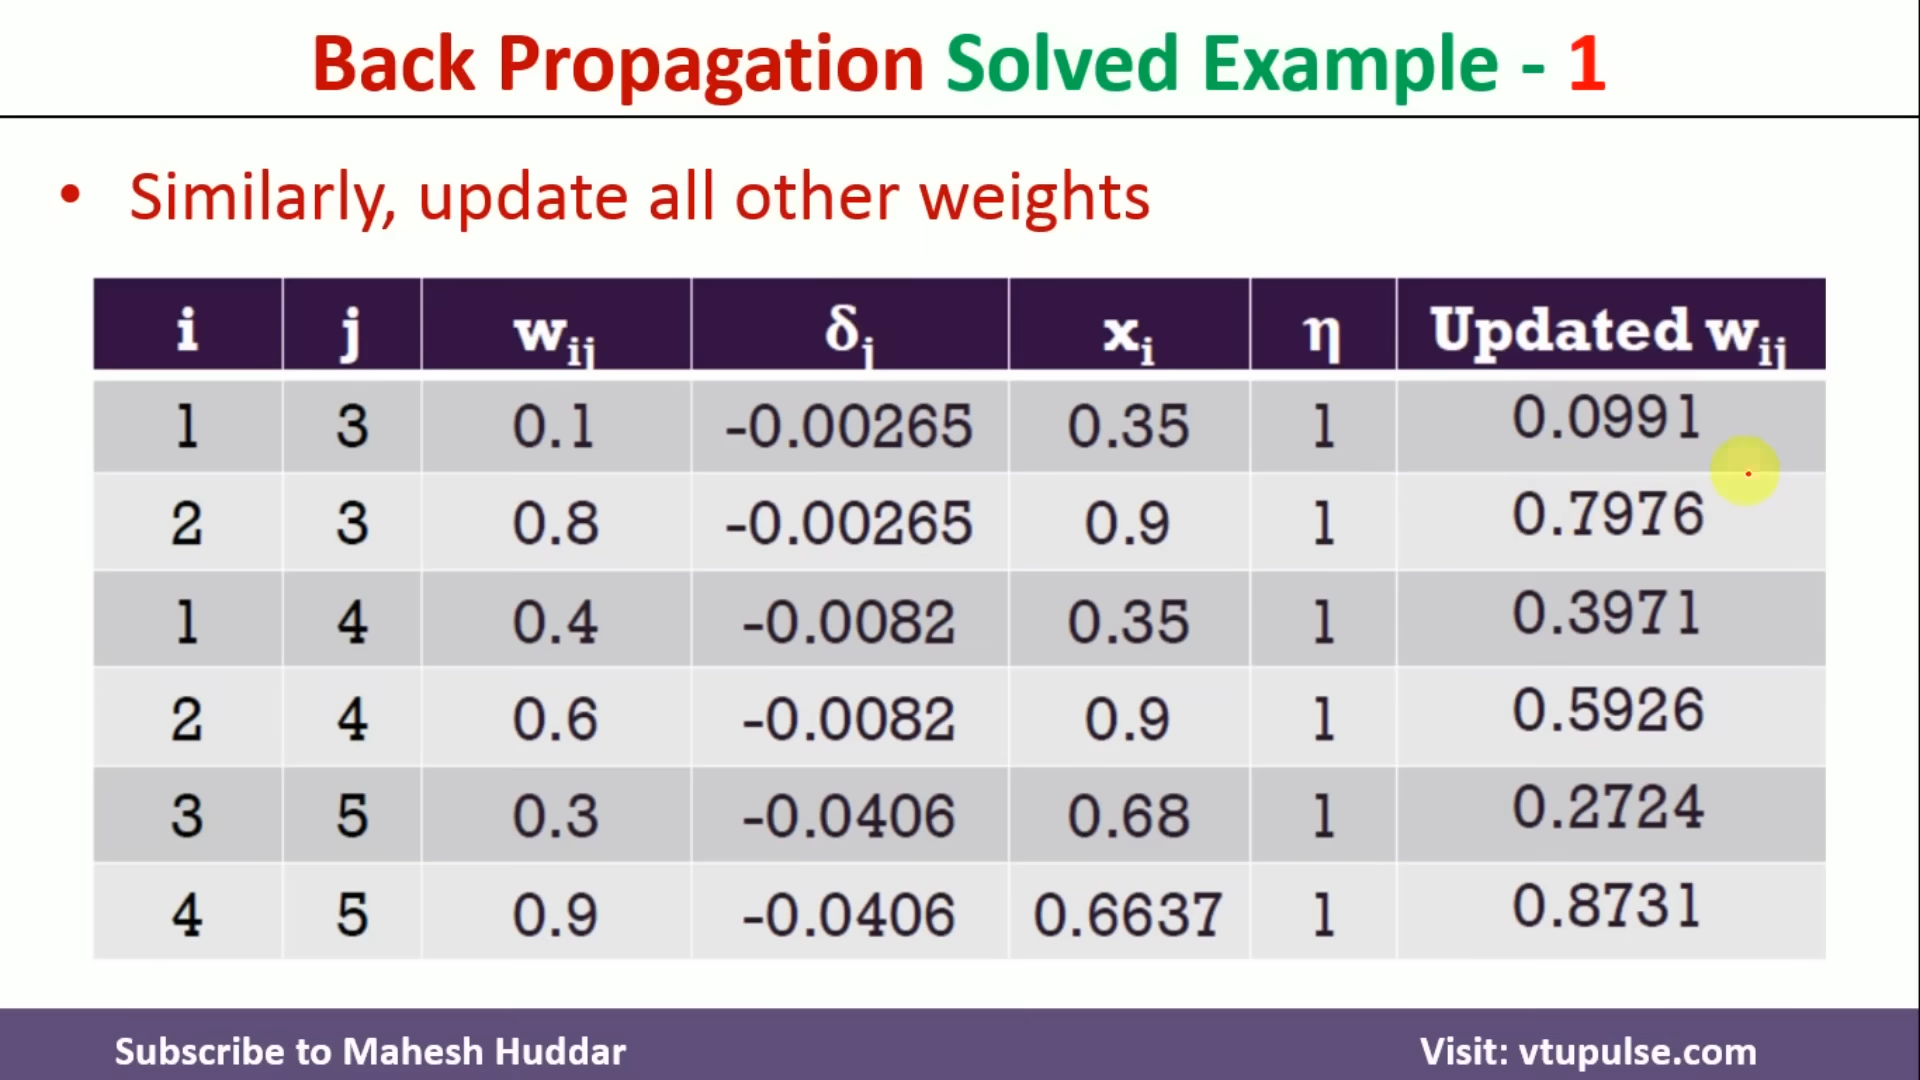 Back Propagation Solved Example - 1
• Similarly, update all other weights
i j wij δj xi η Updated wij
1 3 0.1 -0.00265 0.35 1 0.0991
2 3 0.8 -0.00265 0.9 1 0.7976
1 4 0.4 -0.0082 0.35 1 0.3971
2 4 0.6 -0.0082 0.9 1 0.5926
3 5 0.3 -0.0406 0.68 1 0.2724
4 5 0.9 -0.0406 0.6637 1 0.8731
Subscribe to Mahesh Huddar
Visit: vtupulse.com